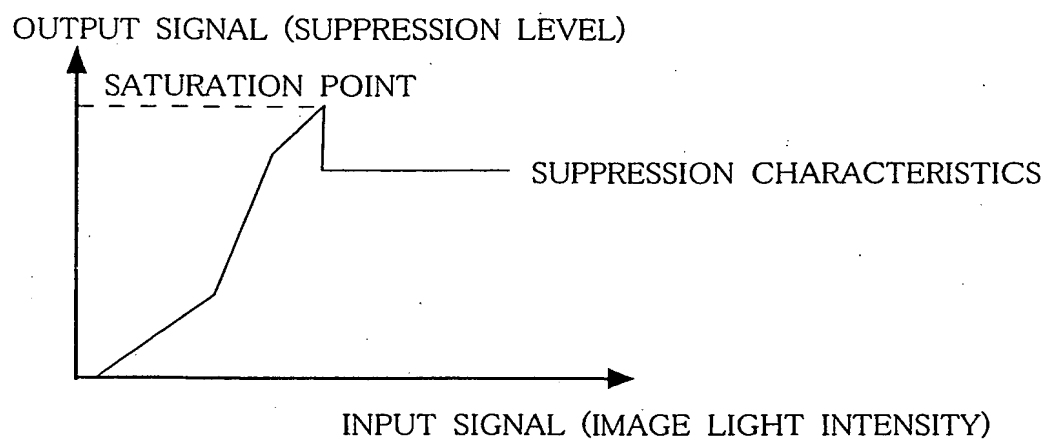 OUTPUT SIGNAL (SUPPRESSION LEVEL)
SATURATION POINT
SUPPRESSION CHARACTERISTICS
INPUT SIGNAL (IMAGE LIGHT INTENSITY)